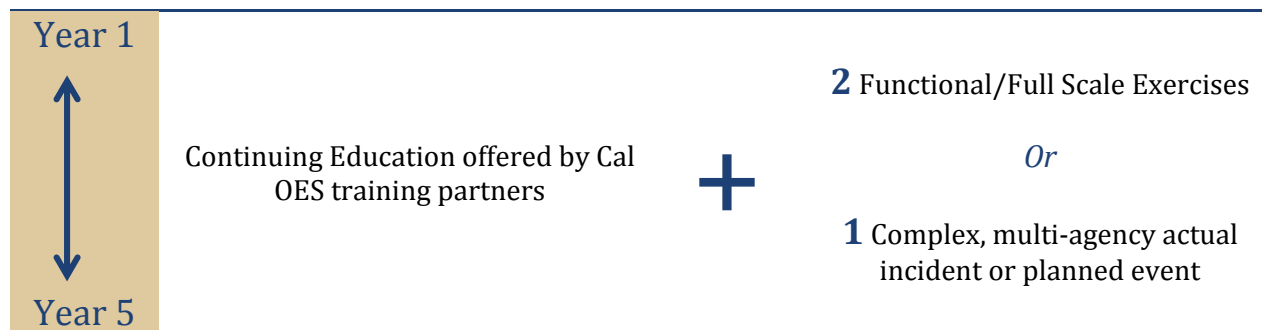 Year 1
Continuing Education offered by Cal
OES training partners
+
2 Functional/Full Scale Exercises
Or
1 Complex, multi-agency actual
incident or planned event
Year 5